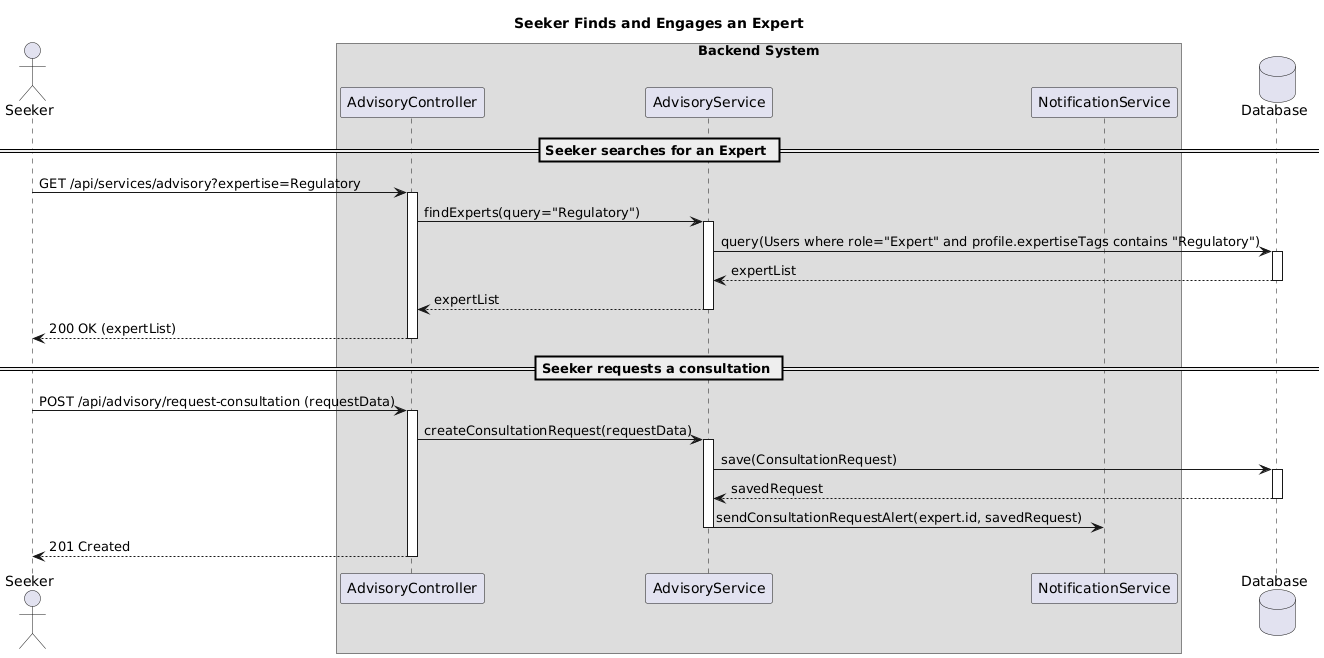 Seeker Finds and Engages an Expert
Backend System
Seeker
AdvisoryController
AdvisoryService
NotificationService
Database
Seeker searches for an Expert
GET /api/services/advisory?expertise=Regulatory
findExperts(query="Regulatory")
query(Users where role="Expert" and profile.expertiseTags contains "Regulatory")
expertList
expertList
200 OK (expertList)
Seeker requests a consultation
POST /api/advisory/request-consultation (requestData)
createConsultationRequest(requestData)
save(ConsultationRequest)
savedRequest
sendConsultationRequestAlert(expert.id, savedRequest)
201 Created
Seeker
AdvisoryController
AdvisoryService
NotificationService
Database